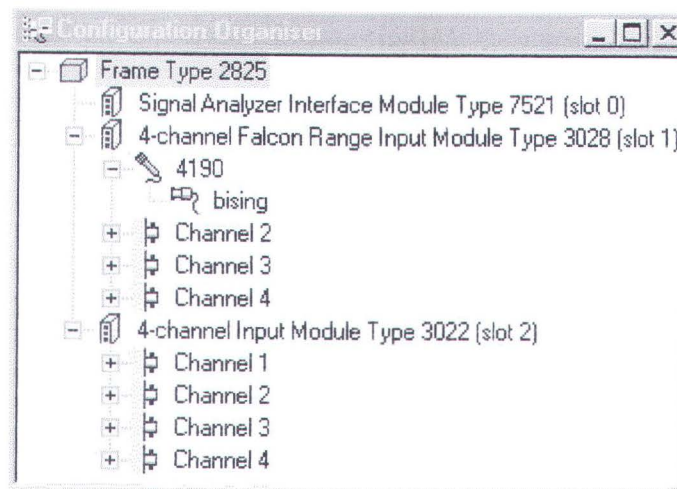 Configuration Organiser
Frame Type 2825
Signal Analyzer Interface Module Type 7521 (slot 0)
4-channel Falcon Range Input Module Type 3028 (slot 1)
4190
bising
Channel 2
Channel 3
Channel 4
4-channel Input Module Type 3022 (slot 2)
Channel 1
Channel 2
Channel 3
Channel 4